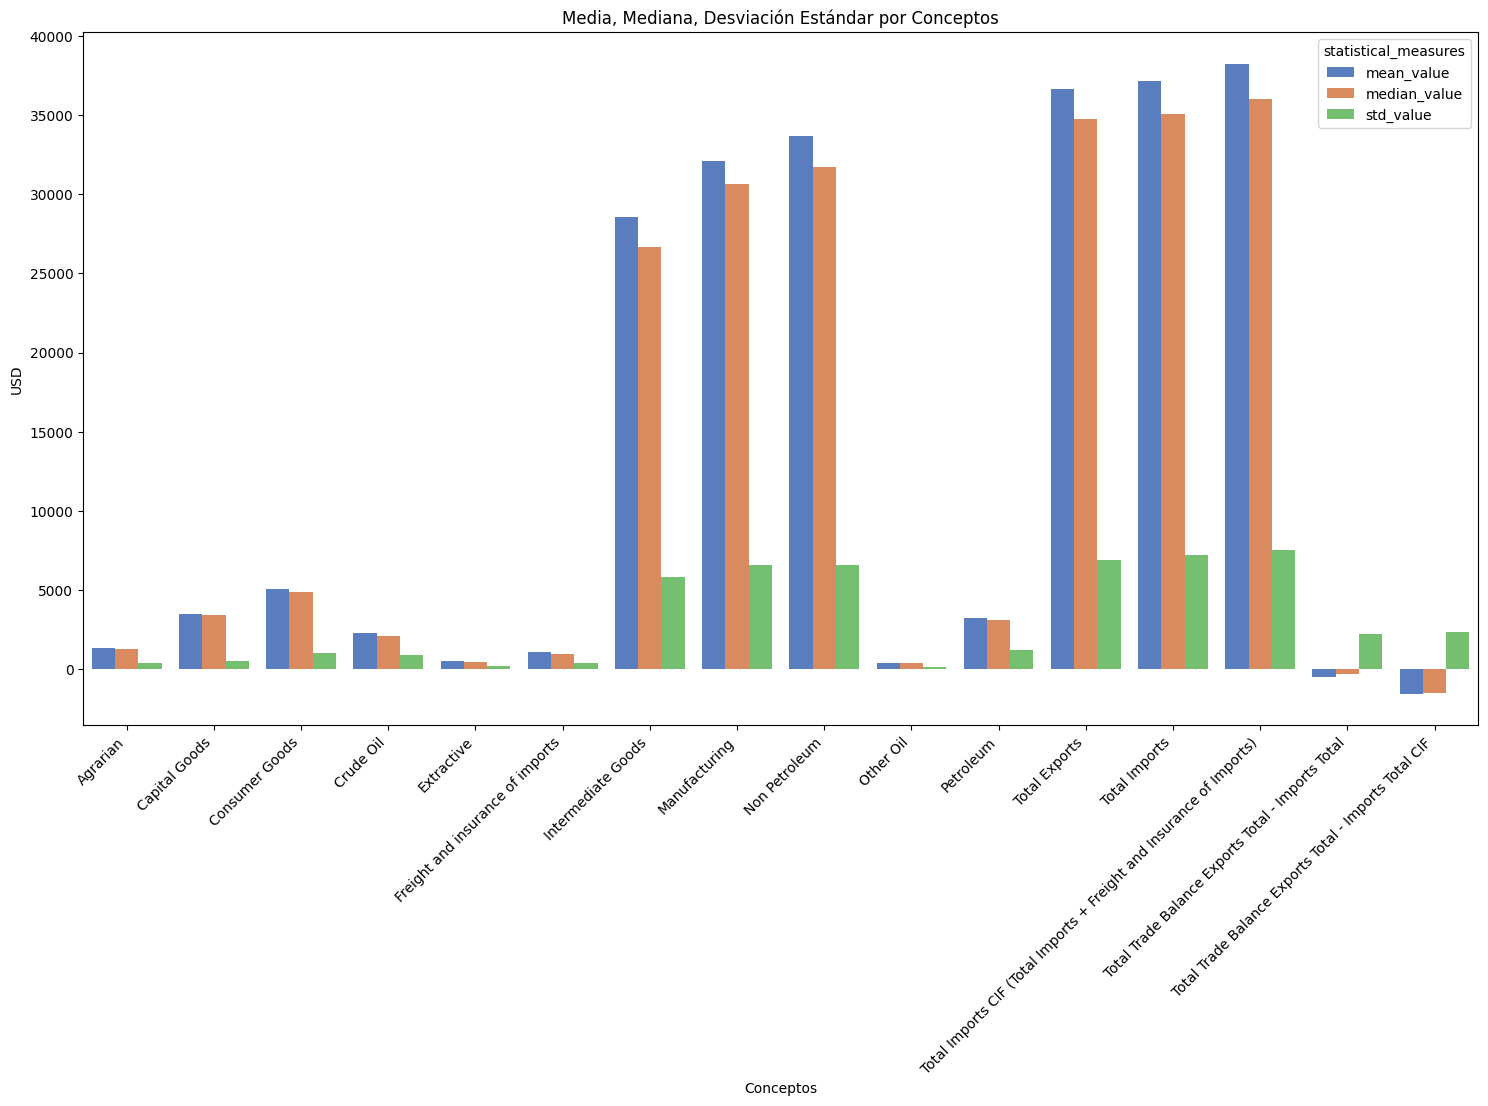 Media, Mediana, Desviación Estándar por Conceptos
statistical_measures
mean_value
median_value
std_value
USD
40000
35000
30000
25000
20000
15000
10000
5000
0
Agrarian
Capital Goods
Consumer Goods
Crude Oil
Extractive
Freight and insurance of imports
Intermediate Goods
Manufacturing
Non Petroleum
Other Oil
Petroleum
Total Exports
Total Imports
Total Imports CIF (Total Imports + Freight and Insurance of Imports)
Total Trade Balance Exports Total - Imports Total
Total Trade Balance Exports Total - Imports Total CIF
Conceptos